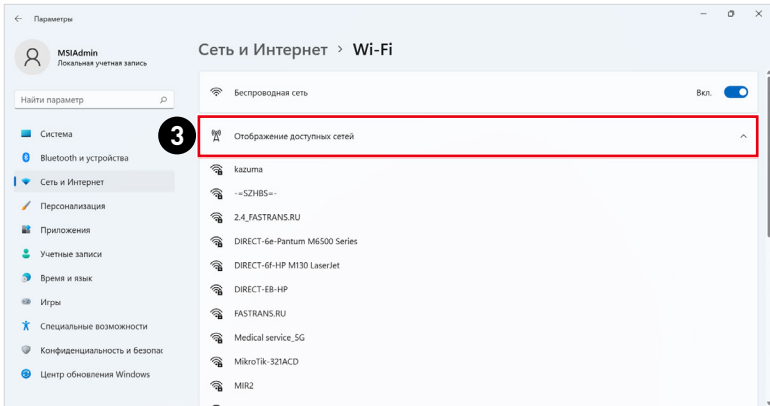 Параметры
MSIAdmin
Локальная учетная запись
Найти параметр
Система
Bluetooth и устройства
Сеть и Интернет
Персонализация
Приложения
Учетные записи
Время и язык
Игры
Специальные возможности
Конфиденциальность и безопас
Центр обновления Windows
Сеть и Интернет > Wi-Fi
Беспроводная сеть Вкл.
3 Отображение доступных сетей
kazuma
-=SZHBS=-
2.4_FASTRANS.RU
DIRECT-6e-Pantum M6500 Series
DIRECT-6f-HP M130 LaserJet
DIRECT-EB-HP
FASTRANS.RU
Medical service_5G
MikroTik-321ACD
MIR2